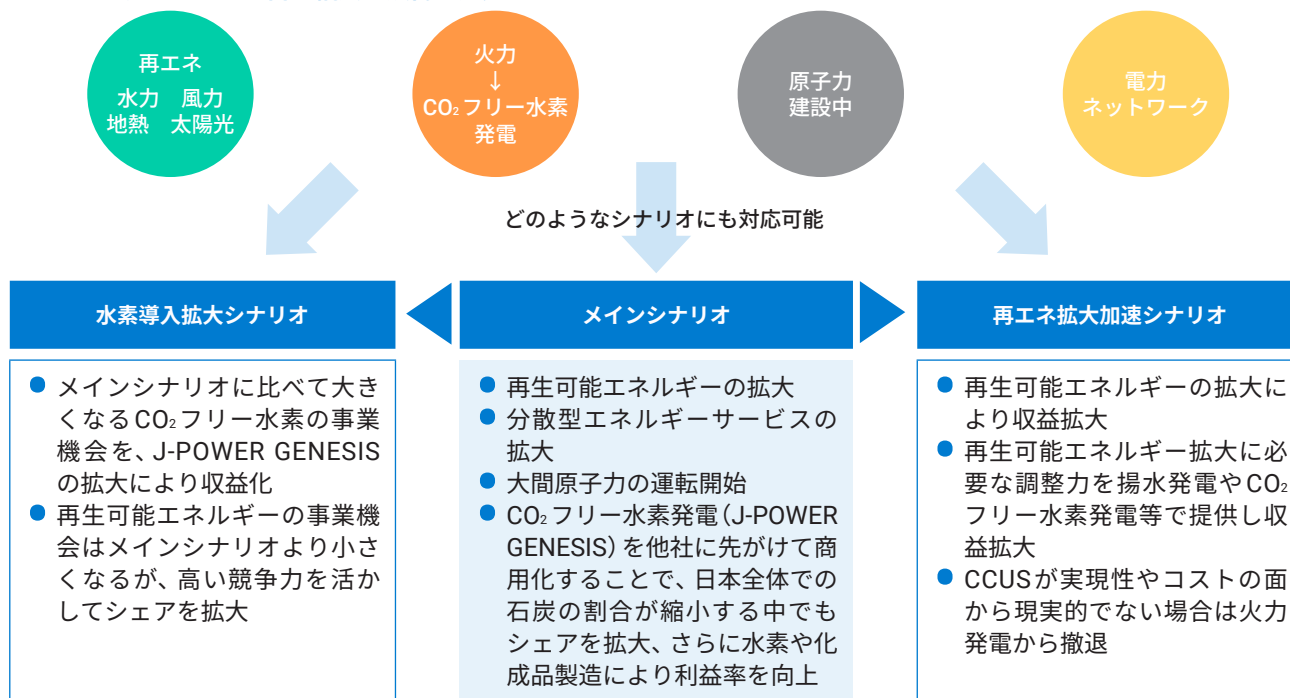 再エネ
水力　風力
地熱　太陽光
火力
↓
CO₂フリー水素
発電
原子力
建設中
電力
ネットワーク
どのようなシナリオにも対応可能
水素導入拡大シナリオ
● メインシナリオに比べて大き
くなるCO₂フリー水素の事業
機会を、J-POWER GENESIS
の拡大により収益化
● 再生可能エネルギーの事業機
会はメインシナリオより小さ
くなるが、高い競争力を活か
してシェアを拡大
メインシナリオ
● 再生可能エネルギーの拡大
● 分散型エネルギーサービスの
拡大
● 大間原子力の運転開始
● CO₂フリー水素発電（J-POWER
GENESIS）を他社に先がけて商
用化することで、日本全体での
石炭の割合が縮小する中でも
シェアを拡大、さらに水素や化
成品製造により利益率を向上
再エネ拡大加速シナリオ
● 再生可能エネルギーの拡大に
より収益拡大
● 再生可能エネルギー拡大に必
要な調整力を揚水発電やCO₂
フリー水素発電等で提供し収
益拡大
● CCUSが実現性やコストの面
から現実的でない場合は火力
発電から撤退